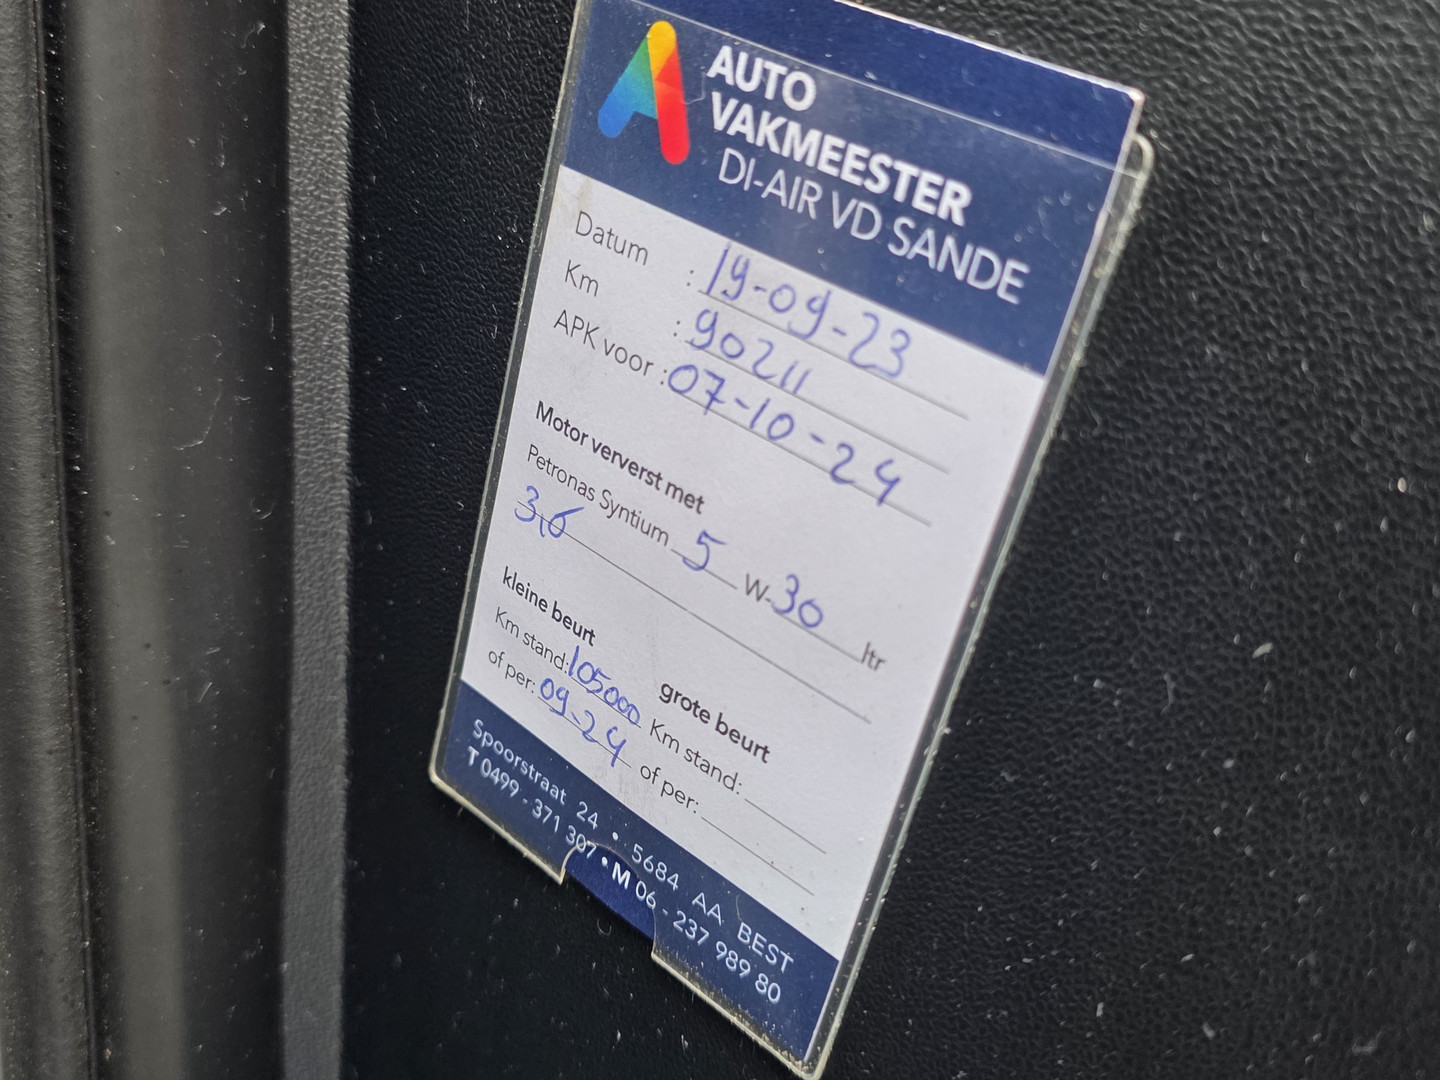 AUTO
VAKMEESTER
DI-AIR VD SANDE
Datum : 19-09-23
Km : 90211
APK voor : 07-10-24
Motor ververst met
Petronas Syntium 5 W-30 ltr
3,6
kleine beurt grote beurt
Km stand: 105000 Km stand:
of per: 09-24 of per:
Spoorstraat 24 • 5684 AA BEST
T 0499 - 371 307 • M 06 - 237 989 80